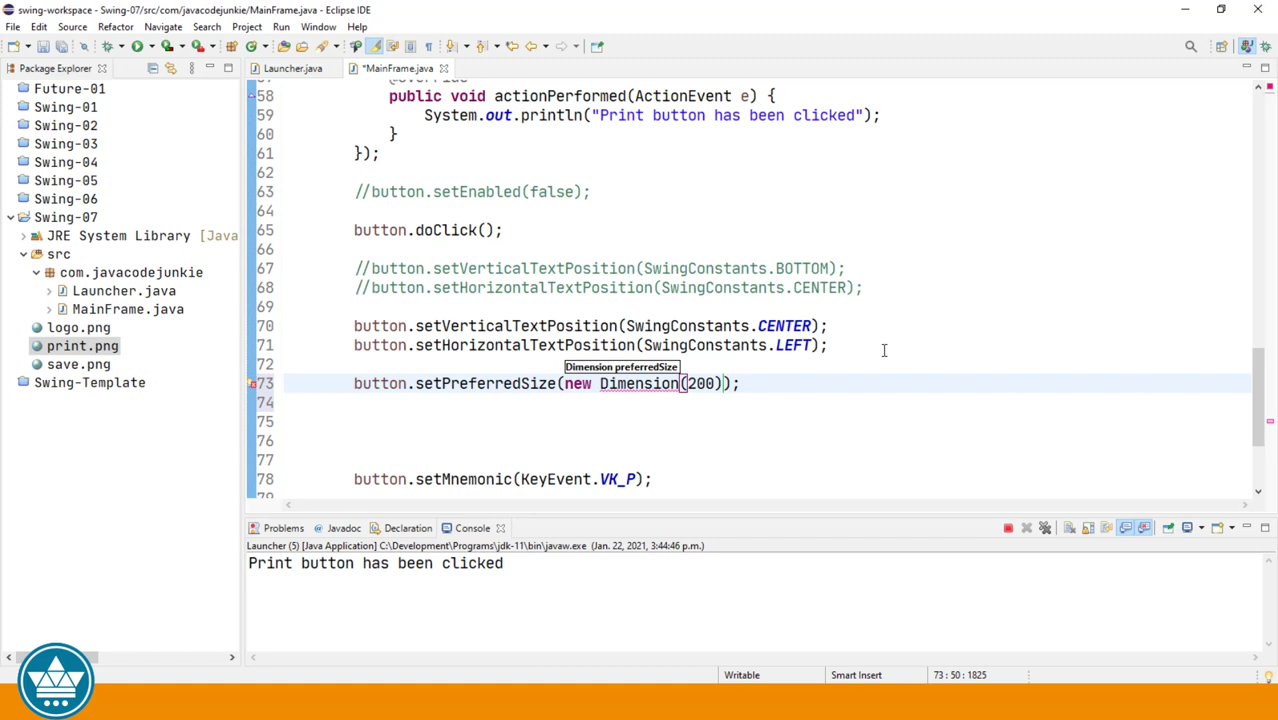 swing-workspace - Swing-07/src/com/javacodejunkie/MainFrame.java - Eclipse IDE
File Edit Source Refactor Navigate Search Project Run Window Help
Package Explorer
Launcher.java
*MainFrame.java
Future-01
Swing-01
Swing-02
Swing-03
Swing-04
Swing-05
Swing-06
Swing-07
JRE System Library [Java
src
com.javacodejunkie
Launcher.java
MainFrame.java
logo.png
print.png
save.png
Swing-Template
57 @Override
58 public void actionPerformed(ActionEvent e) {
59 System.out.println("Print button has been clicked");
60 }
61 });
62
63 //button.setEnabled(false);
64
65 button.doClick();
66
67 //button.setVerticalTextPosition(SwingConstants.BOTTOM);
68 //button.setHorizontalTextPosition(SwingConstants.CENTER);
69
70 button.setVerticalTextPosition(SwingConstants.CENTER);
71 button.setHorizontalTextPosition(SwingConstants.LEFT);
72 Dimension preferredSize
73 button.setPreferredSize(new Dimension(200));
74
75
76
77
78 button.setMnemonic(KeyEvent.VK_P);
79
Problems Javadoc Declaration Console
Launcher (5) [Java Application] C:\Development\Programs\jdk-11\bin\javaw.exe (Jan. 22, 2021, 3:44:46 p.m.)
Print button has been clicked
Writable Smart Insert 73 : 50 : 1825